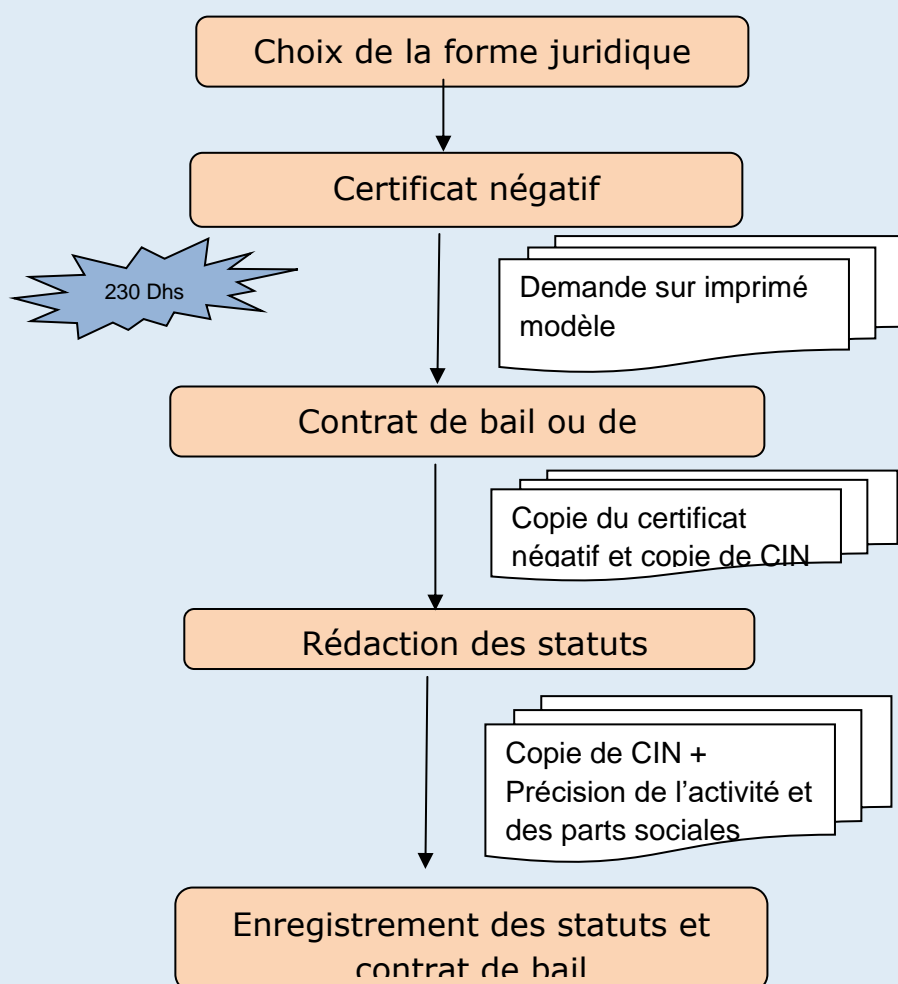 Choix de la forme juridique
Certificat négatif
230 Dhs
Demande sur imprimé
modèle
Contrat de bail ou de
Copie du certificat
négatif et copie de CIN
Rédaction des statuts
Copie de CIN +
Précision de l’activité et
des parts sociales
Enregistrement des statuts et
contrat de bail